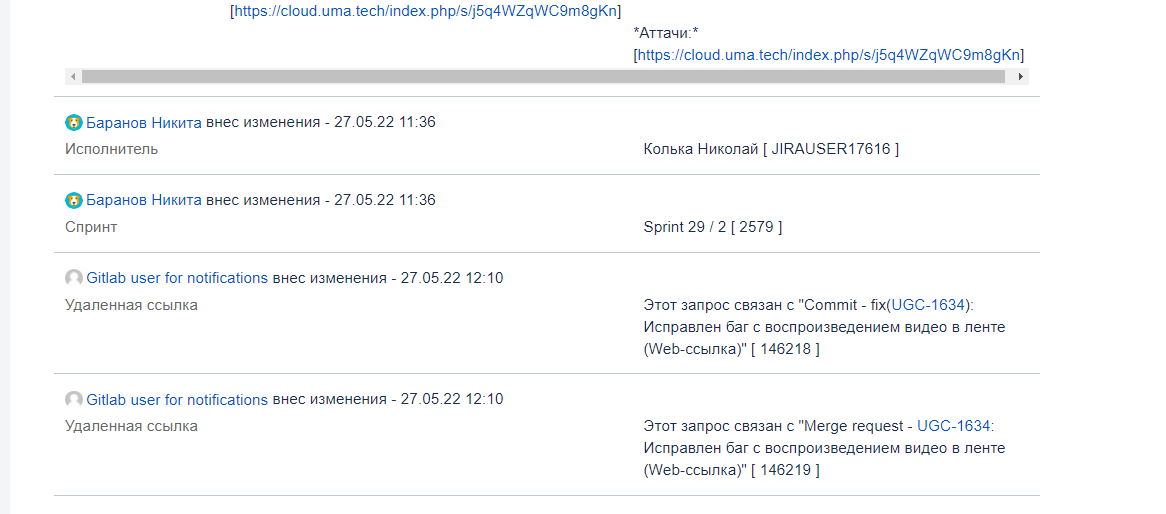 [https://cloud.uma.tech/index.php/s/j5q4WZqWC9m8gKn]
*Аттачи:*
[https://cloud.uma.tech/index.php/s/j5q4WZqWC9m8gKn]
Баранов Никита внес изменения - 27.05.22 11:36
Исполнитель Колька Николай [ JIRAUSER17616 ]
Баранов Никита внес изменения - 27.05.22 11:36
Спринт Sprint 29 / 2 [ 2579 ]
Gitlab user for notifications внес изменения - 27.05.22 12:10
Удаленная ссылка Этот запрос связан с "Commit - fix(UGC-1634):
Исправлен баг с воспроизведением видео в ленте
(Web-ссылка)" [ 146218 ]
Gitlab user for notifications внес изменения - 27.05.22 12:10
Удаленная ссылка Этот запрос связан с "Merge request - UGC-1634:
Исправлен баг с воспроизведением видео в ленте
(Web-ссылка)" [ 146219 ]